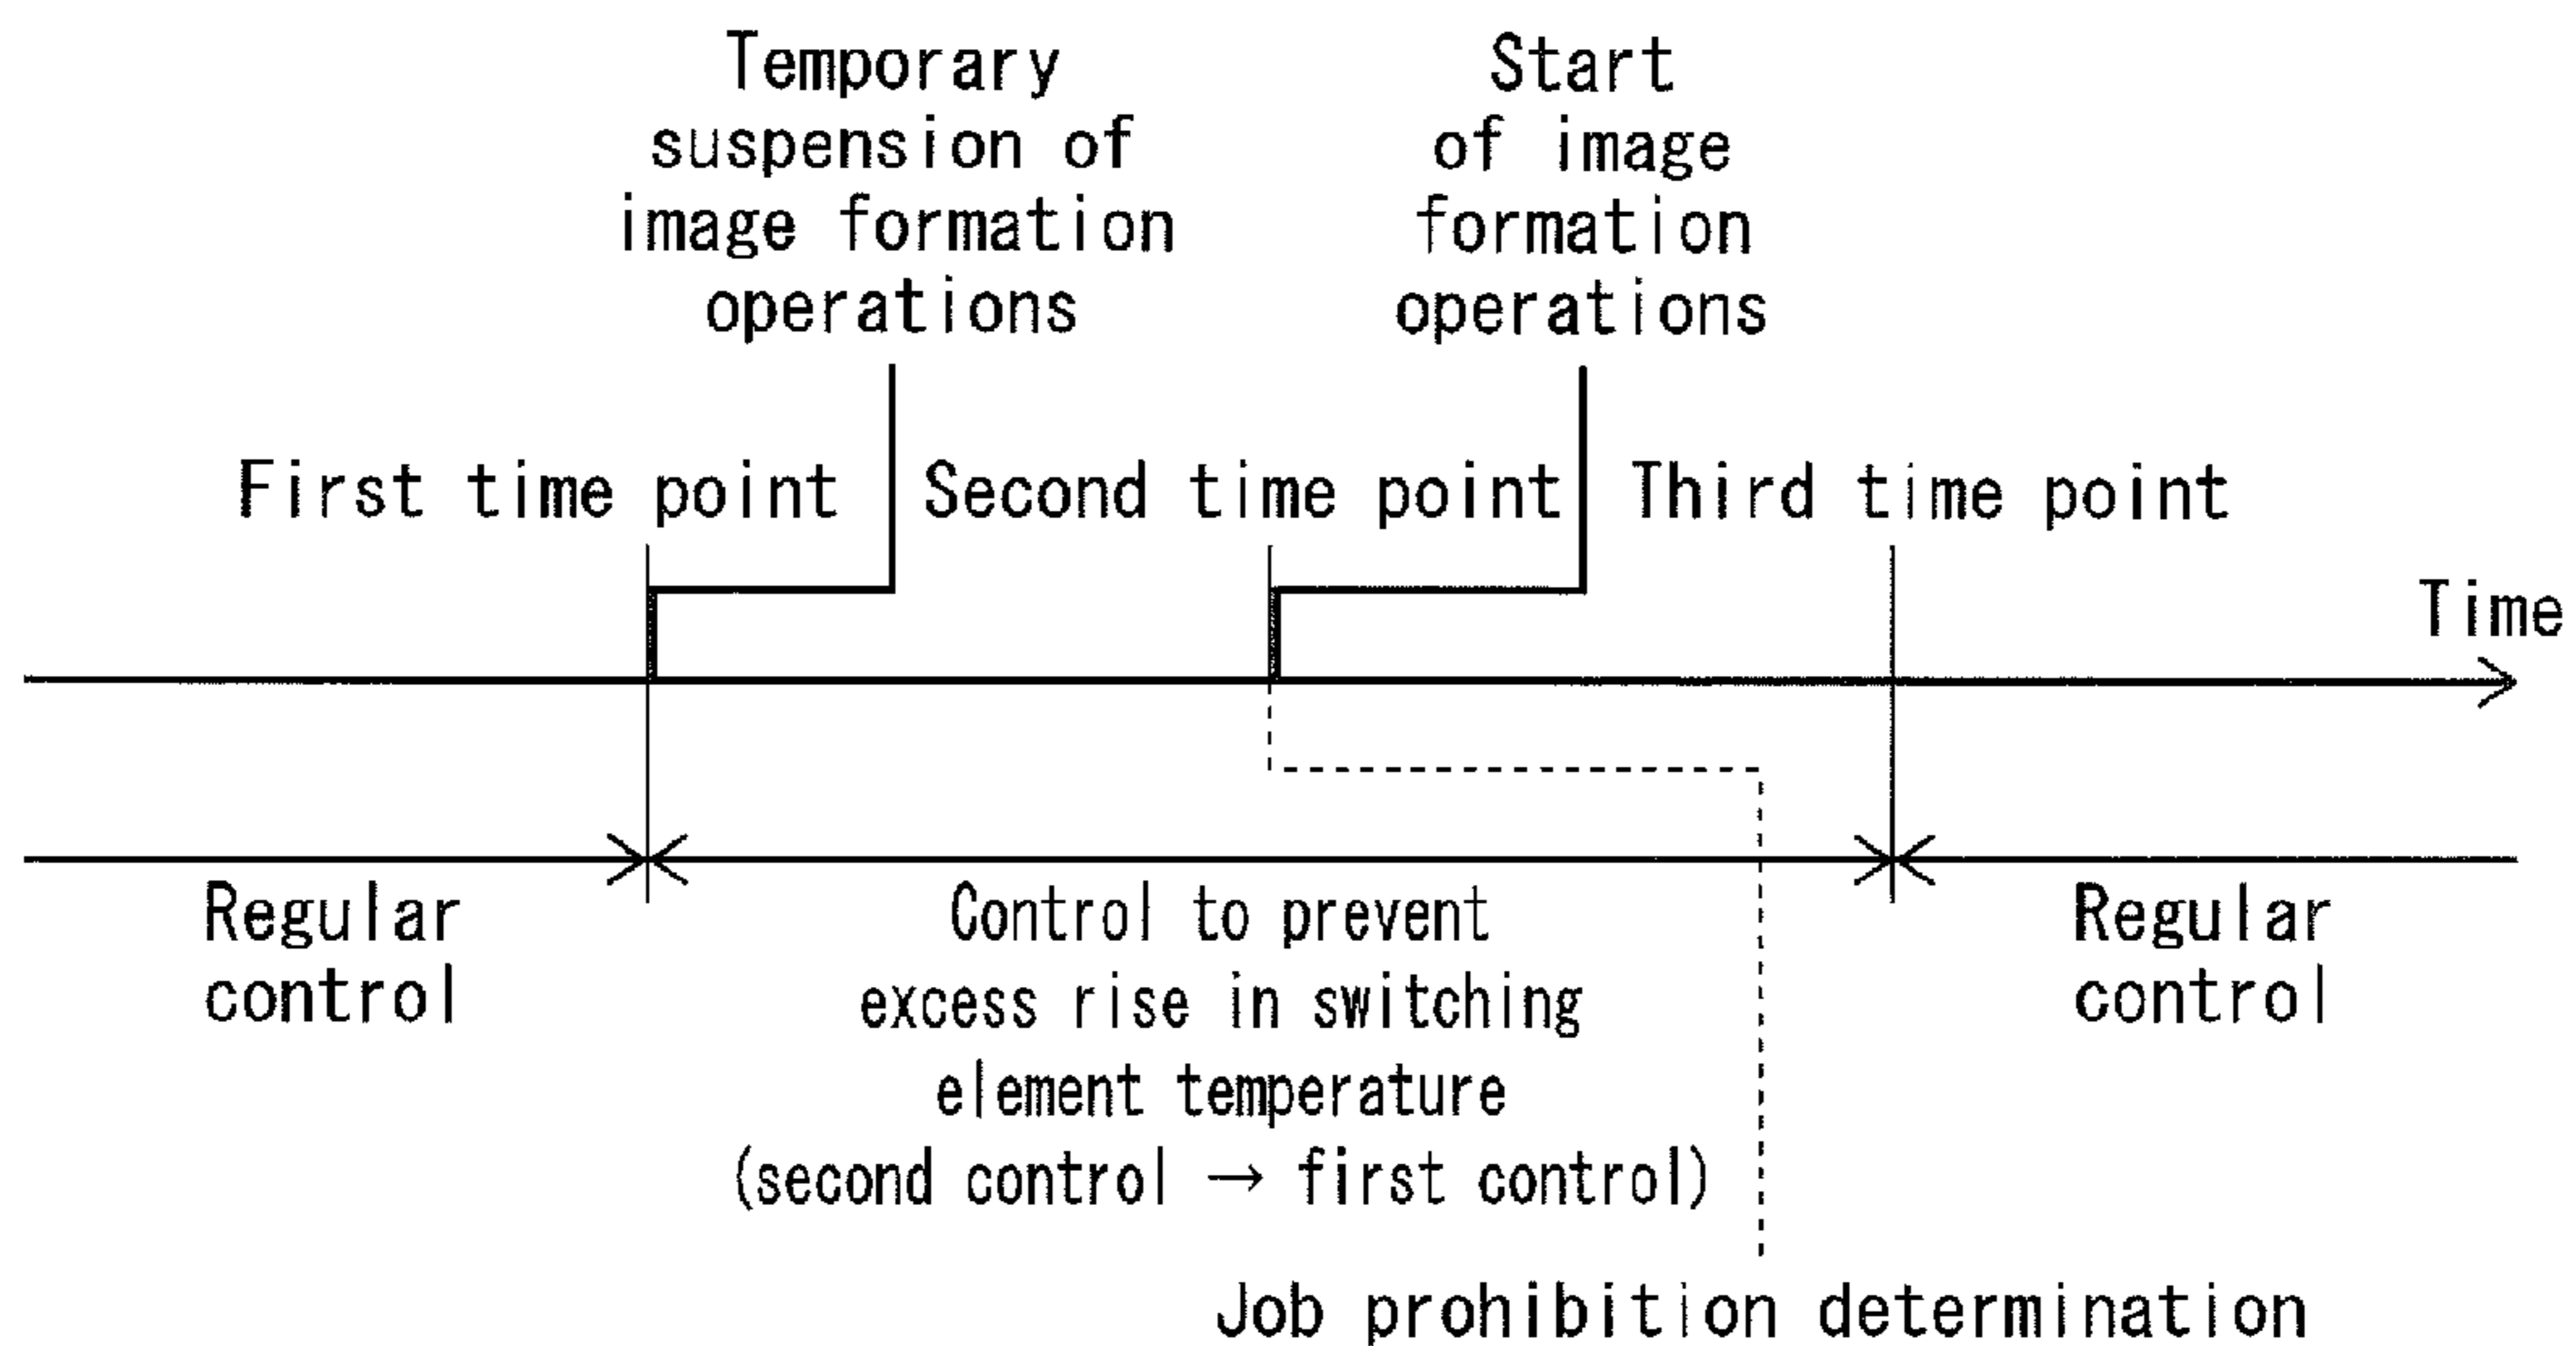 Temporary
suspension of
image formation
operations
Start
of image
formation
operations
First time point
Second time point
Third time point
Time
Regular
control
Control to prevent
excess rise in switching
element temperature
(second control → first control)
Regular
control
Job prohibition determination